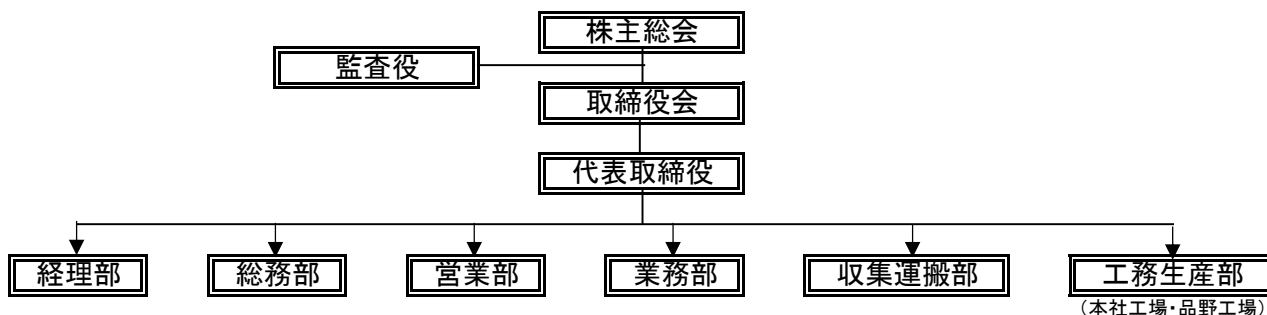 株主総会
監査役
取締役会
代表取締役
経理部
総務部
営業部
業務部
収集運搬部
工務生産部
（本社工場・品野工場）